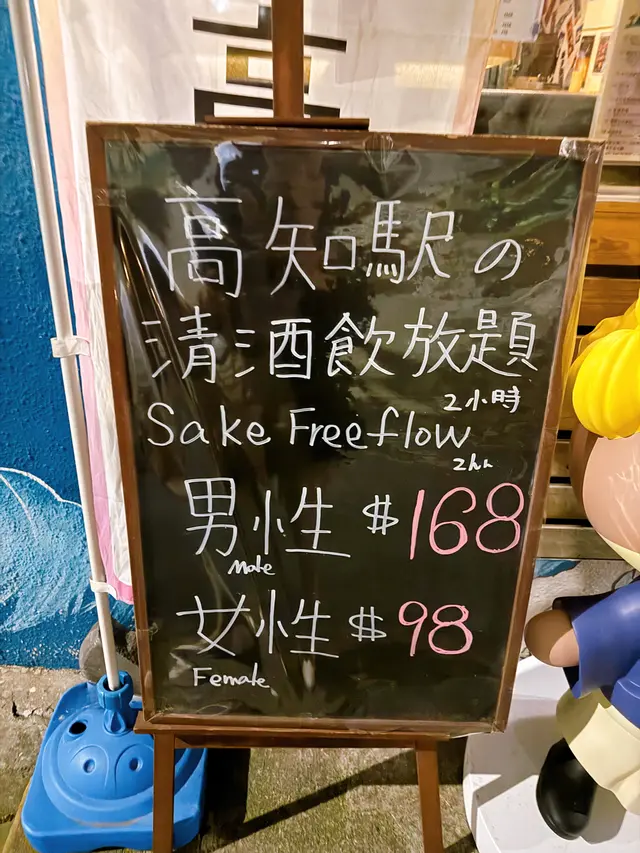 高知駅の
清酒飲放題
2小時
Sake Freeflow
2hr
男性 $168
Male
女性 $98
Female